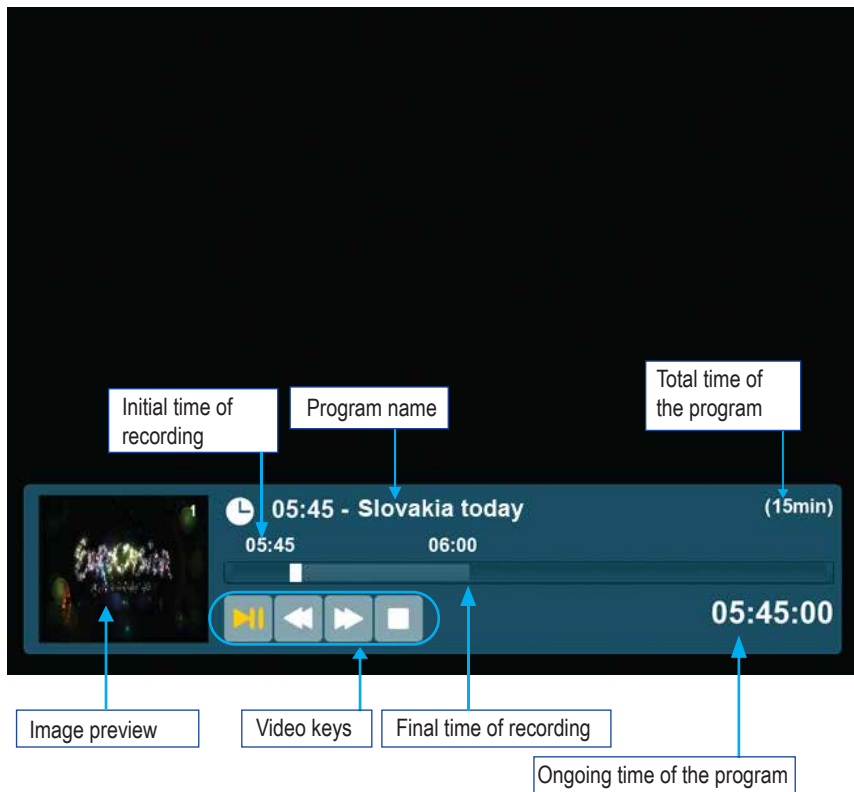 Total time of
the program
Initial time of
recording
Program name
1
05:45 - Slovakia today
(15min)
05:45
06:00
05:45:00
Image preview
Video keys
Final time of recording
Ongoing time of the program